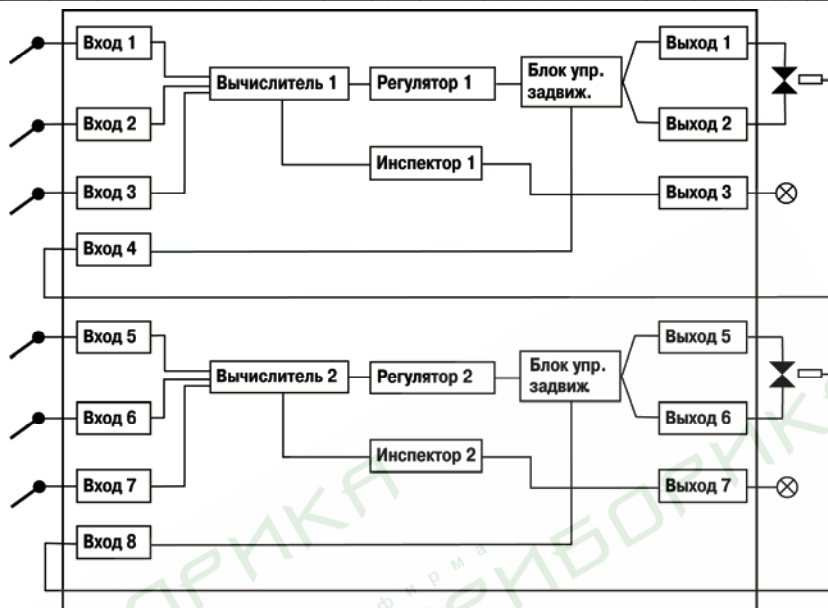 Вход 1
Выход 1
Вычислитель 1
Регулятор 1
Блок упр.
задвиж.
Вход 2
Выход 2
Инспектор 1
Вход 3
Выход 3
Вход 4
Вход 5
Выход 5
Вычислитель 2
Регулятор 2
Блок упр.
задвиж
Вход 6
Выход 6
Инспектор 2
Вход 7
Выход 7
Вход 8
фирма